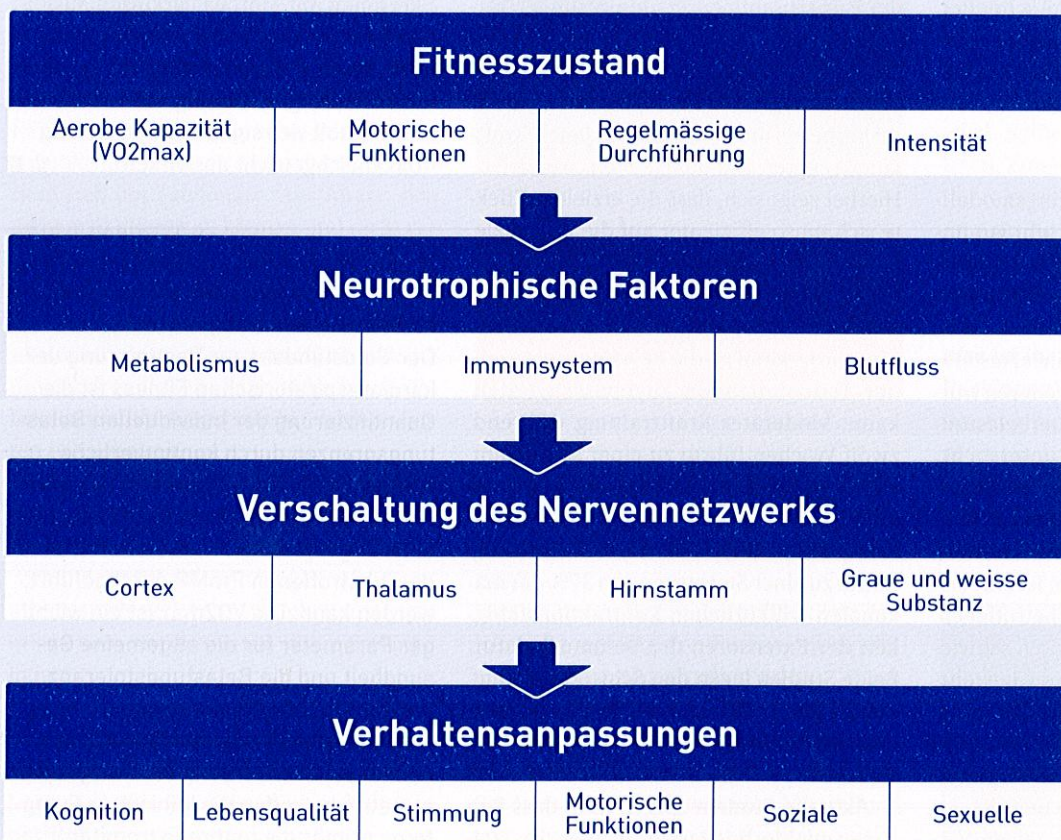 Fitnesszustand
Aerobe Kapazität
(VO2max)
Motorische
Funktionen
Regelmässige
Durchführung
Intensität
Neurotrophische Faktoren
Metabolismus
Immunsystem
Blutfluss
Verschaltung des Nervennetzwerks
Cortex
Thalamus
Hirnstamm
Graue und weisse
Substanz
Verhaltensanpassungen
Kognition
Lebensqualität
Stimmung
Motorische
Funktionen
Soziale
Sexuelle